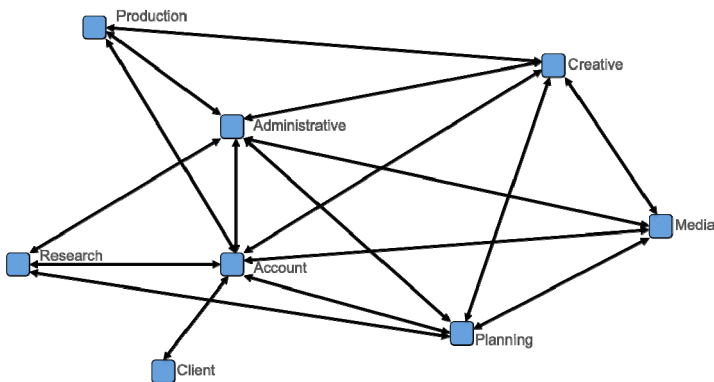 Production
Creative
Administrative
Media
Research
Account
Planning
Client